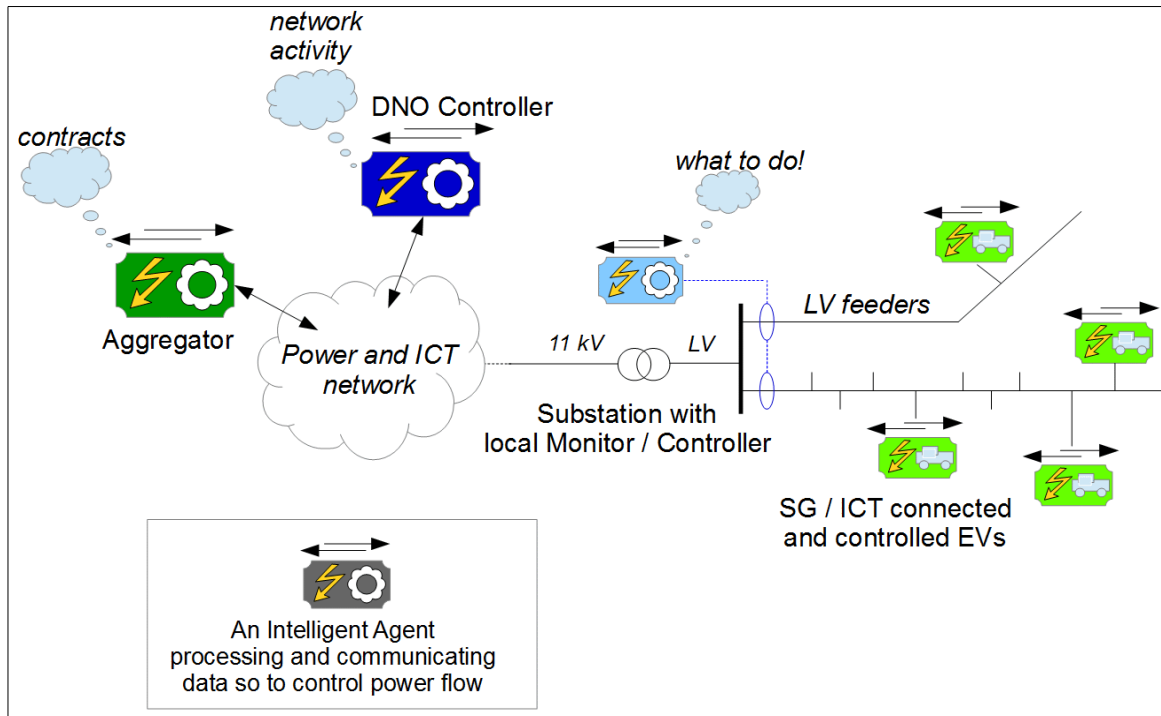 network
activity
DNO Controller
contracts
what to do!
Aggregator
Power and ICT
network
11 kV
LV
LV feeders
Substation with
local Monitor / Controller
SG / ICT connected
and controlled EVs
An Intelligent Agent
processing and communicating
data so to control power flow